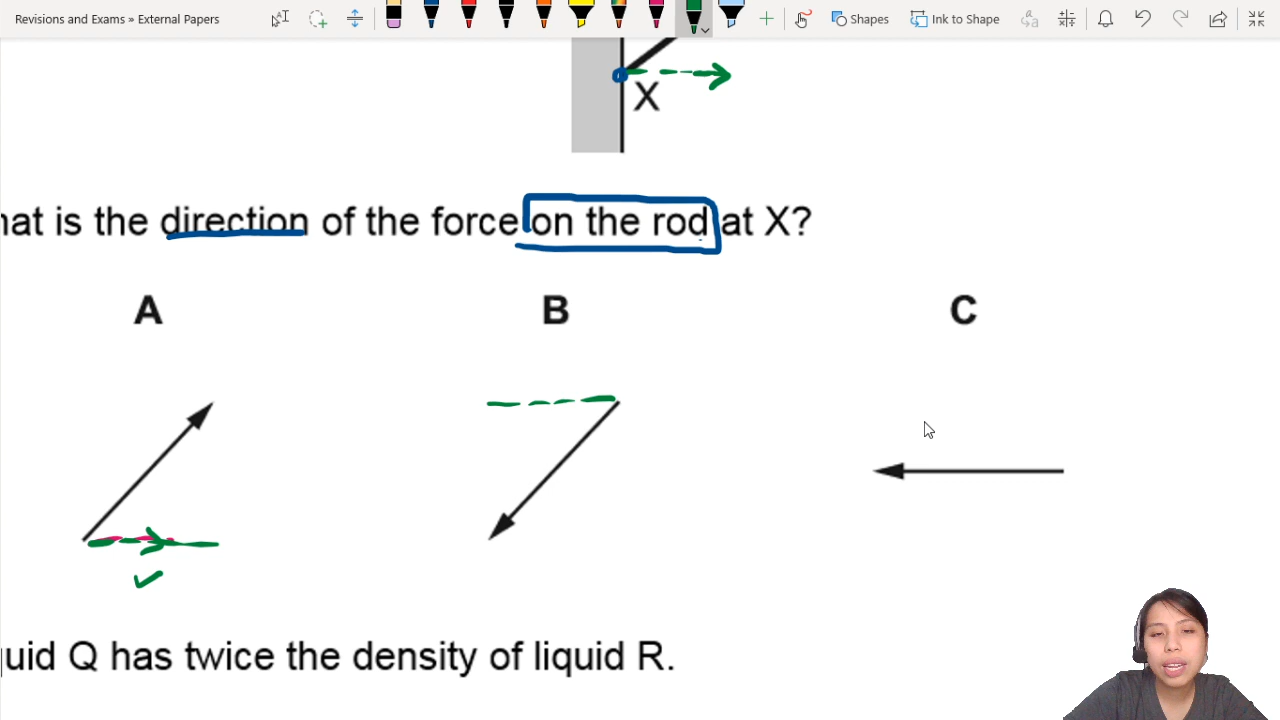 Revisions and Exams » External Papers
Shapes
Ink to Shape
X
hat is the direction of the force on the rod at X?
A B C
quid Q has twice the density of liquid R.